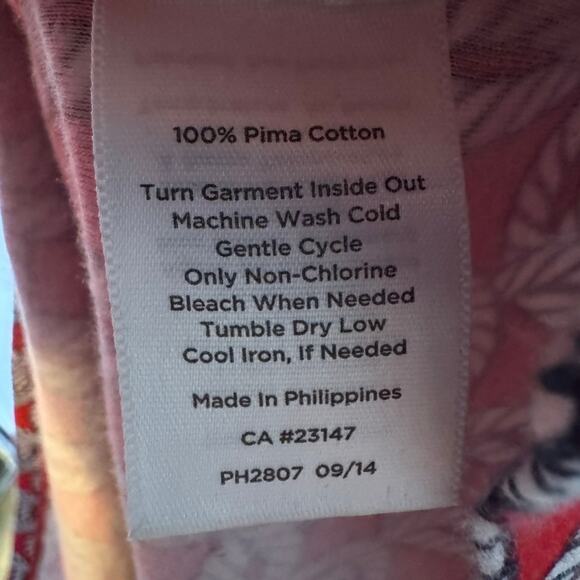 100% Pima Cotton
Turn Garment Inside Out
Machine Wash Cold
Gentle Cycle
Only Non-Chlorine
Bleach When Needed
Tumble Dry Low
Cool Iron, If Needed
Made In Philippines
CA #23147
PH2807 09/14